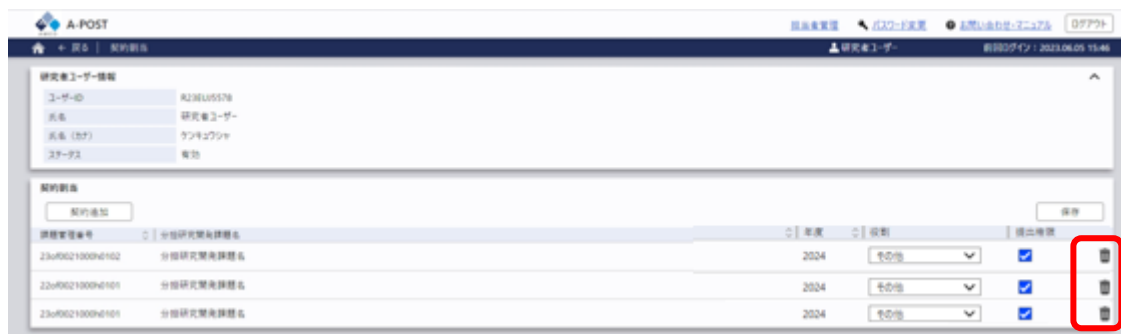 A-POST
担当者管理 パスワード変更 お問い合わせ・マニュアル ログアウト
← 戻る | 契約割当 研究者ユーザー 前回ログイン：2023.06.05 15:46
研究者ユーザー情報
ユーザーID R23EU5578
氏名 研究者ユーザー
氏名（カナ） ケンキュウシャ
ステータス 有効
契約割当
契約追加 保存
課題管理番号 分担研究開発課題名 年度 役割 提出権限
23of0021000h0102 分担研究開発課題名 2024 その他
22of0021000h0101 分担研究開発課題名 2024 その他
23of0021000h0101 分担研究開発課題名 2024 その他